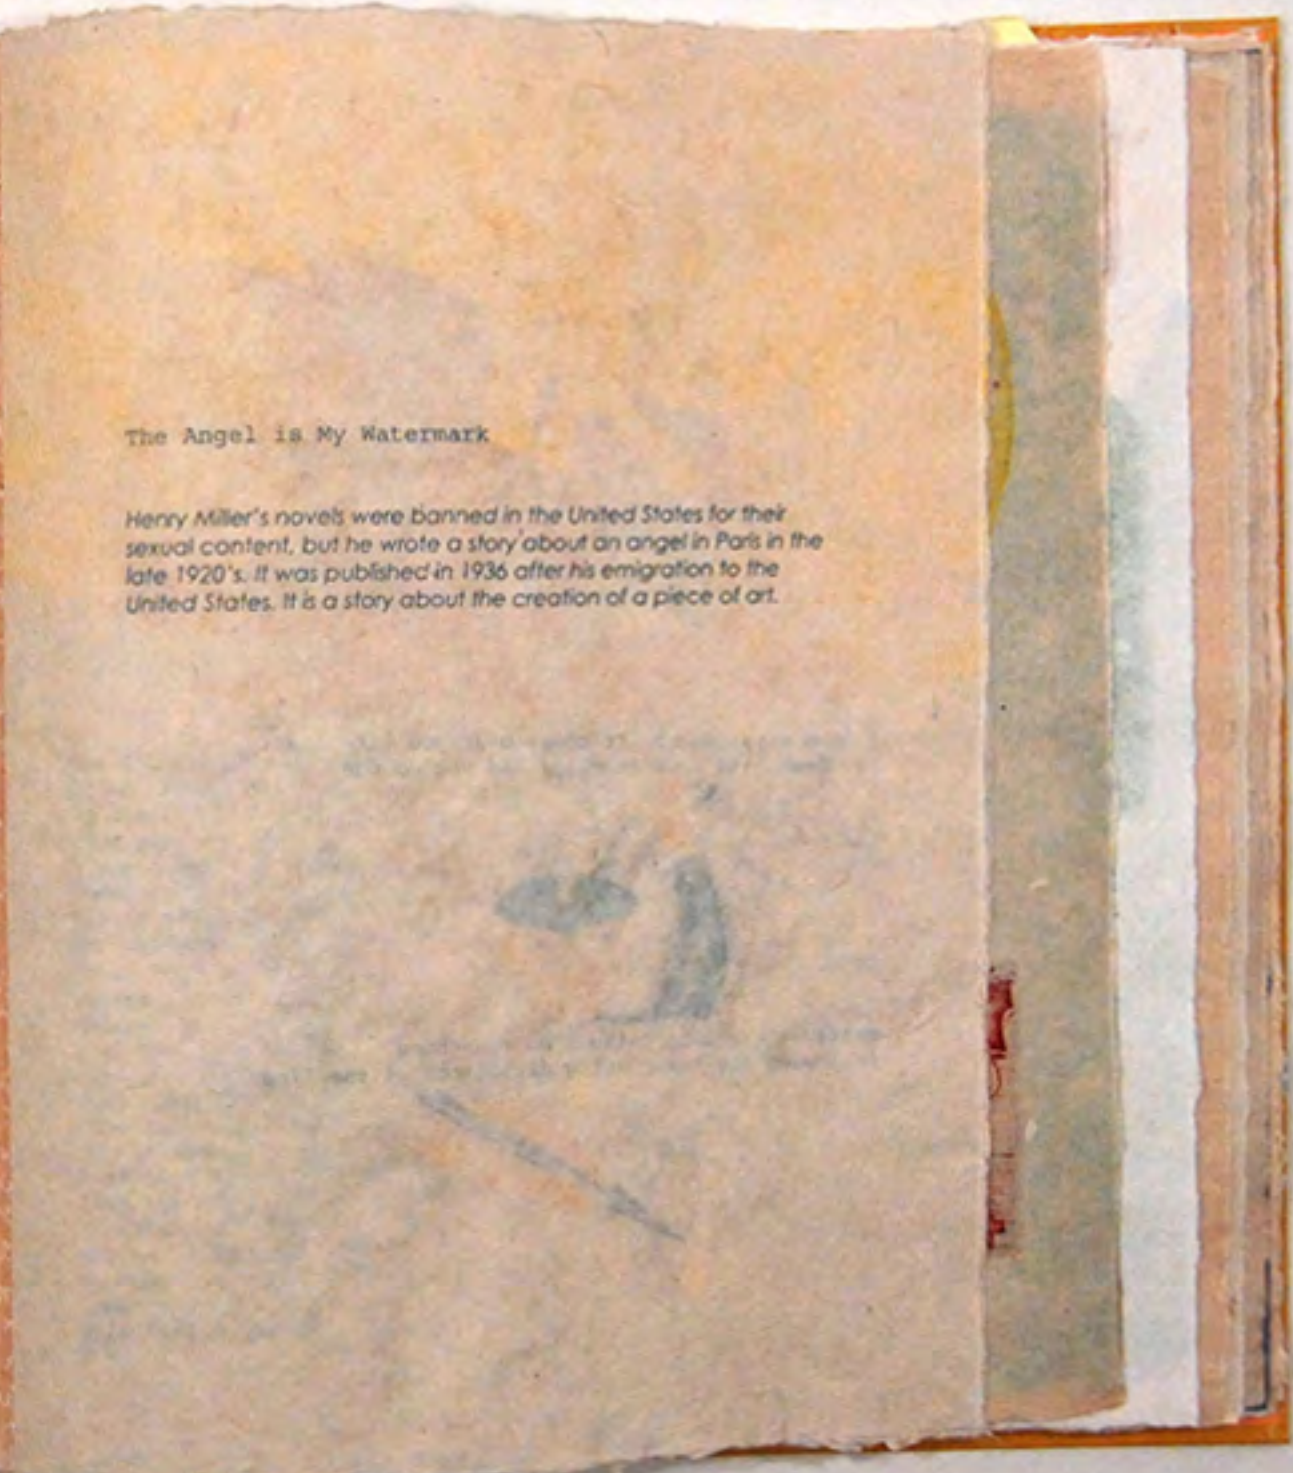 The Angel is My Watermark
Henry Miller's novels were banned in the United States for their
sexual content, but he wrote a story about an angel in Paris in the
late 1920's. It was published in 1936 after his emigration to the
United States. It is a story about the creation of a piece of art.